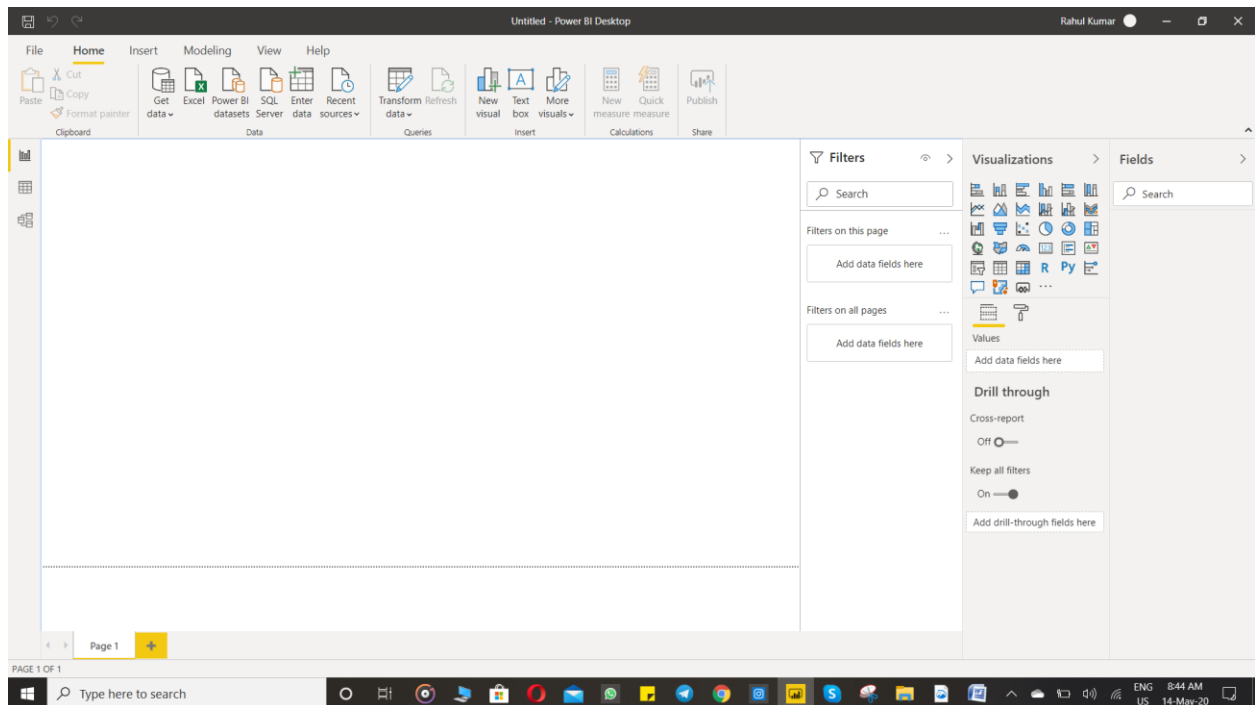 Untitled - Power BI Desktop
Rahul Kumar
File Home Insert Modeling View Help
Paste
Cut
Copy
Format painter
Clipboard
Get data
Excel
Power BI datasets
SQL Server
Enter data
Recent sources
Data
Transform data
Refresh
Queries
New visual
Text box
More visuals
Insert
New measure
Quick measure
Calculations
Publish
Share
Filters
Search
Filters on this page ...
Add data fields here
Filters on all pages ...
Add data fields here
Visualizations
R Py
...
Values
Add data fields here
Drill through
Cross-report
Off
Keep all filters
On
Add drill-through fields here
Fields
Search
Page 1
PAGE 1 OF 1
Type here to search
ENG
US
8:44 AM
14-May-20